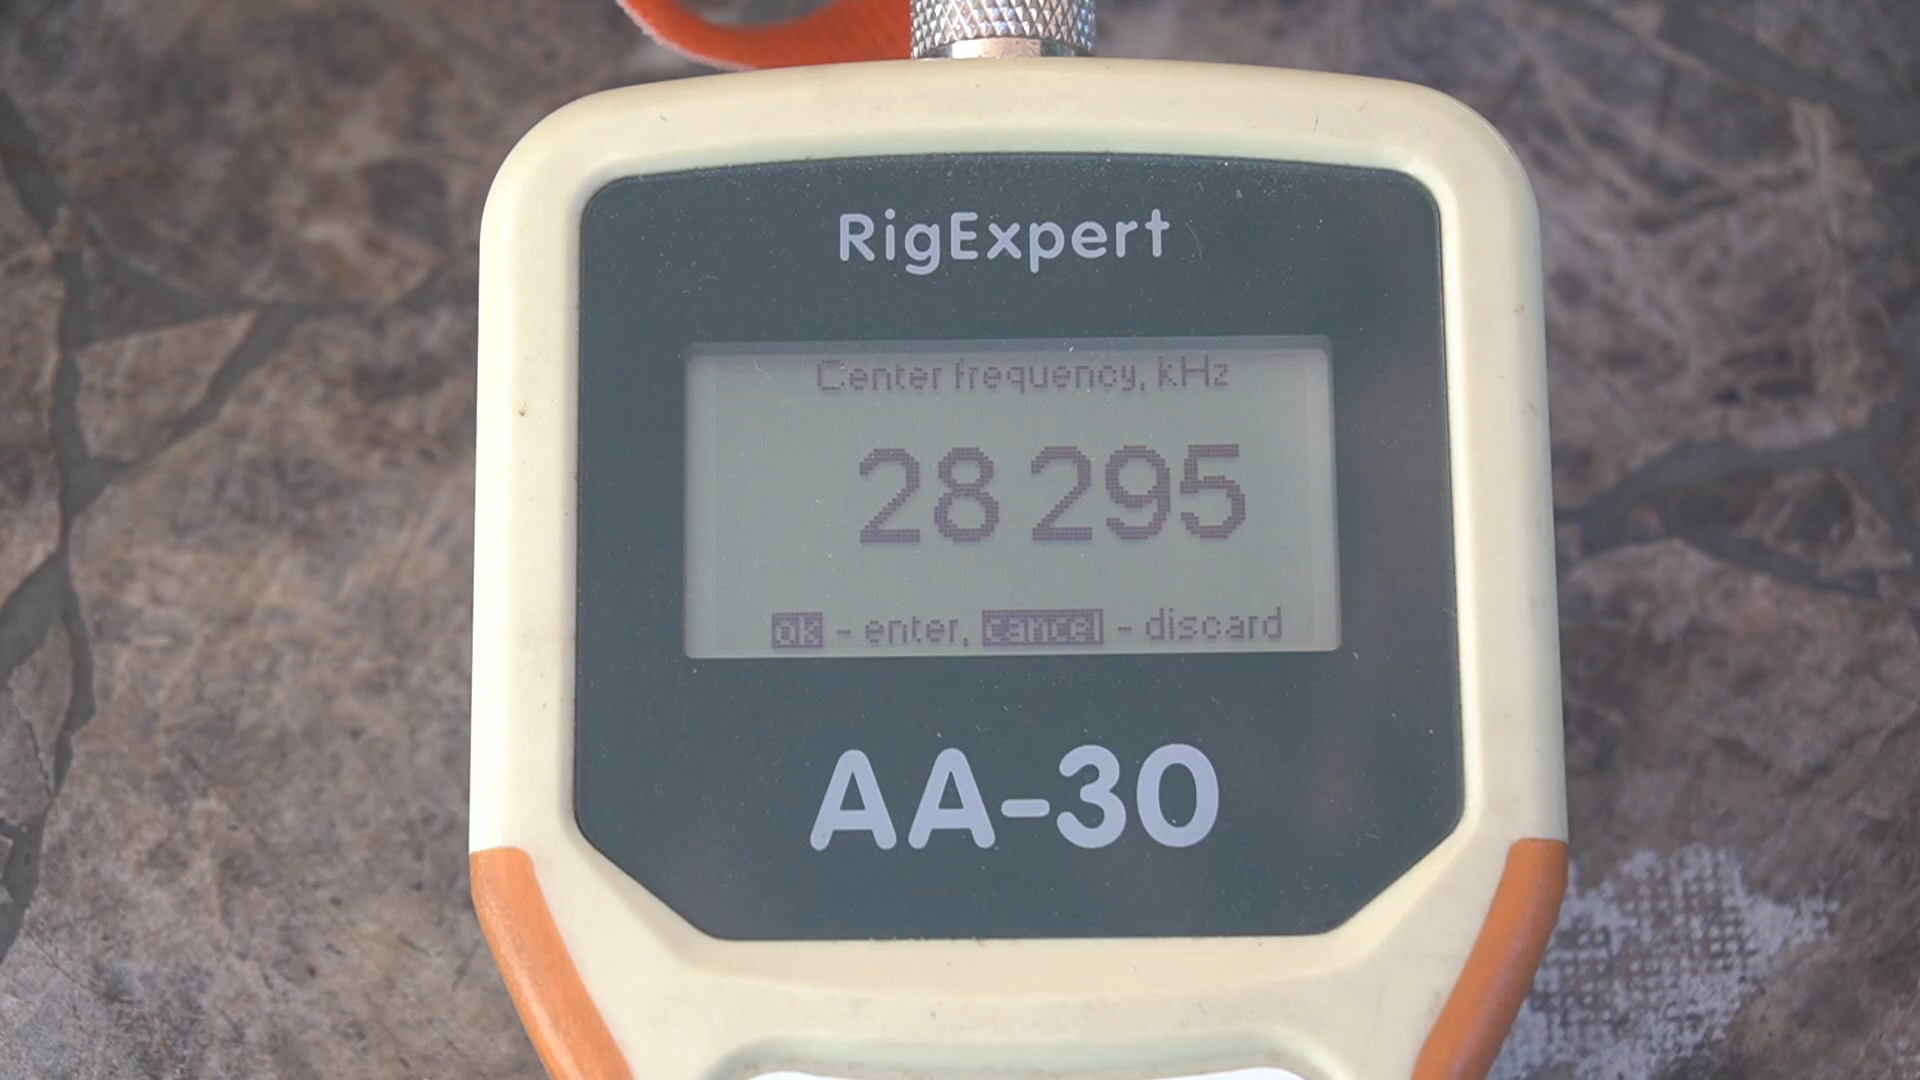 RigExpert
Center frequency, kHz
28 295
ok - enter, cancel - discard
AA-30